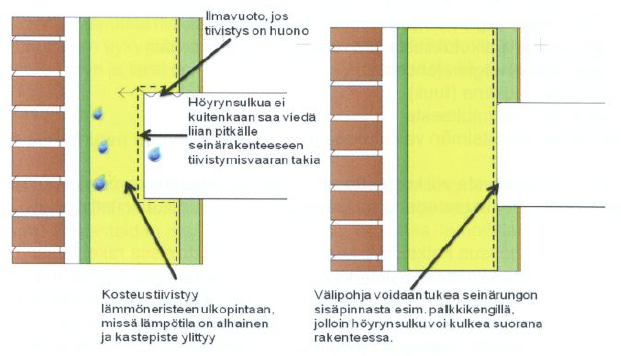 Ilmavuoto, jos
tiivistys on huono
Höyrynsulkua ei
kuitenkaan saa viedä
liian pitkälle
seinärakenteeseen
tiivistymisvaaran takia
Kosteus tiivistyy
lämmöneristeen ulkopintaan,
missä lämpötila on alhainen
ja kastepiste ylittyy
Välipohja voidaan tukea seinärungon
sisäpinnasta esim. palkkikengillä,
jolloin höyrynsulku voi kulkea suorana
rakenteessa.